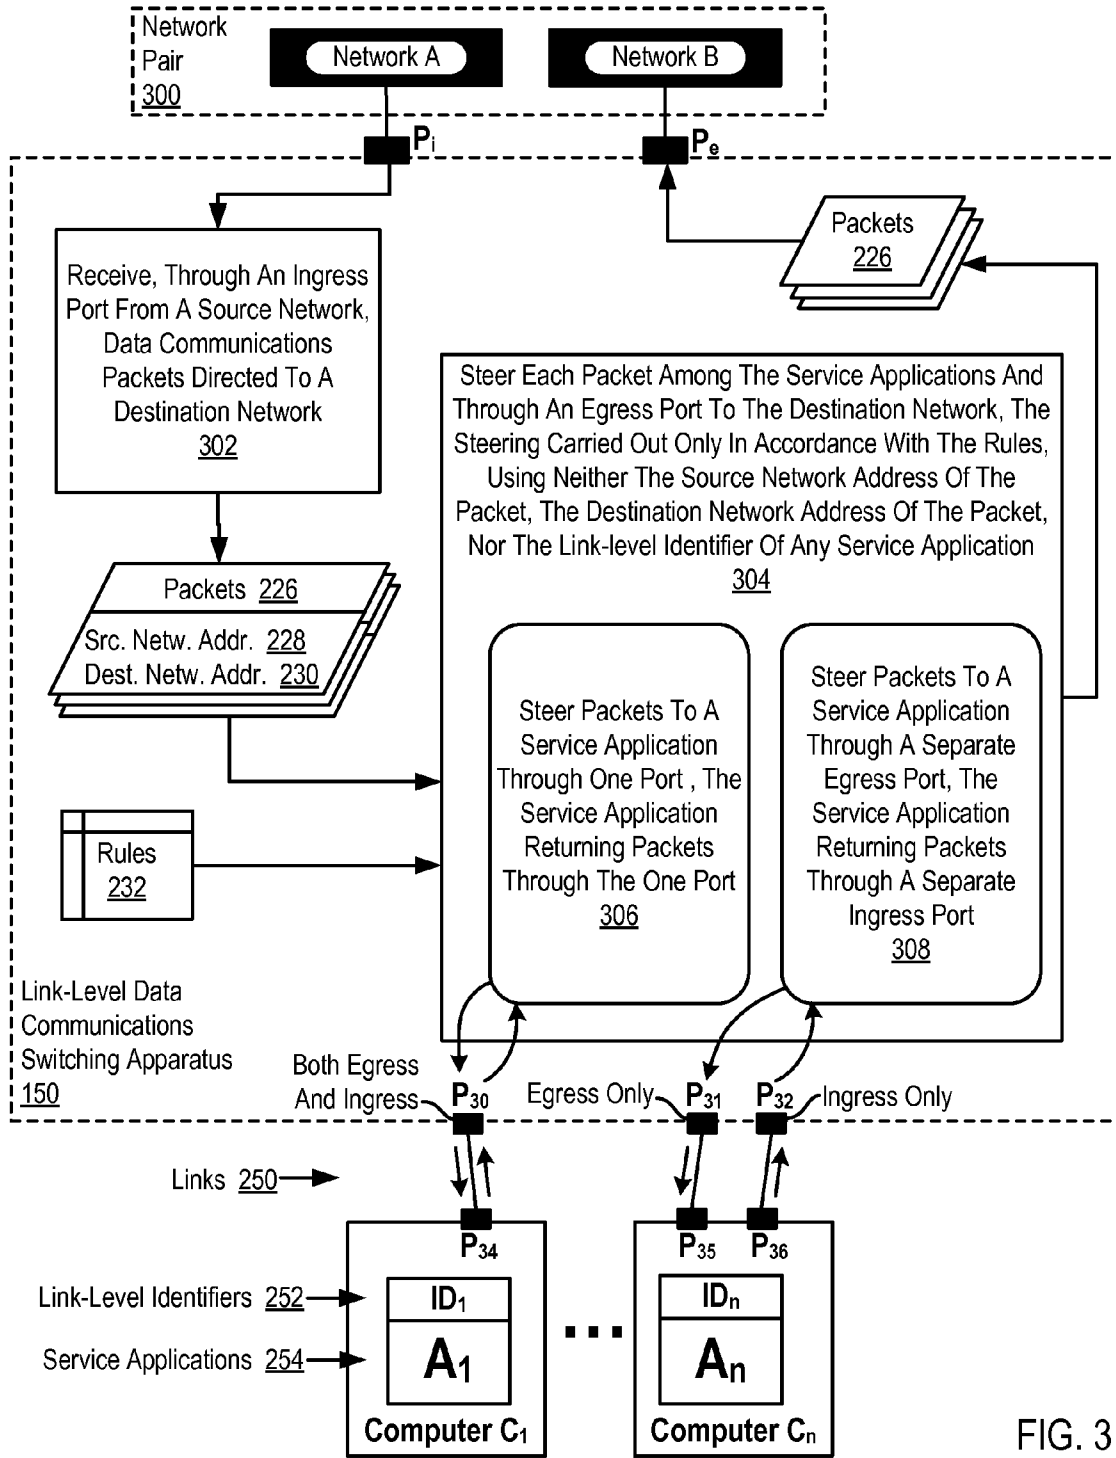 Network
Pair
300
Network A
Network B
Pi
Pe
Receive, Through An Ingress
Port From A Source Network,
Data Communications
Packets Directed To A
Destination Network
302
Packets
226
Steer Each Packet Among The Service Applications And
Through An Egress Port To The Destination Network, The
Steering Carried Out Only In Accordance With The Rules,
Using Neither The Source Network Address Of The
Packet, The Destination Network Address Of The Packet,
Nor The Link-level Identifier Of Any Service Application
304
Packets 226
Src. Netw. Addr. 228
Dest. Netw. Addr. 230
Rules
232
Steer Packets To A
Service Application
Through One Port , The
Service Application
Returning Packets
Through The One Port
306
Steer Packets To A
Service Application
Through A Separate
Egress Port, The
Service Application
Returning Packets
Through A Separate
Ingress Port
308
Link-Level Data
Communications
Switching Apparatus
150
Both Egress
And Ingress
P30
Egress Only
P31
P32
Ingress Only
Links 250
P34
P35
P36
Link-Level Identifiers 252
ID1
IDn
Service Applications 254
A1
An
Computer C1
Computer Cn
FIG. 3